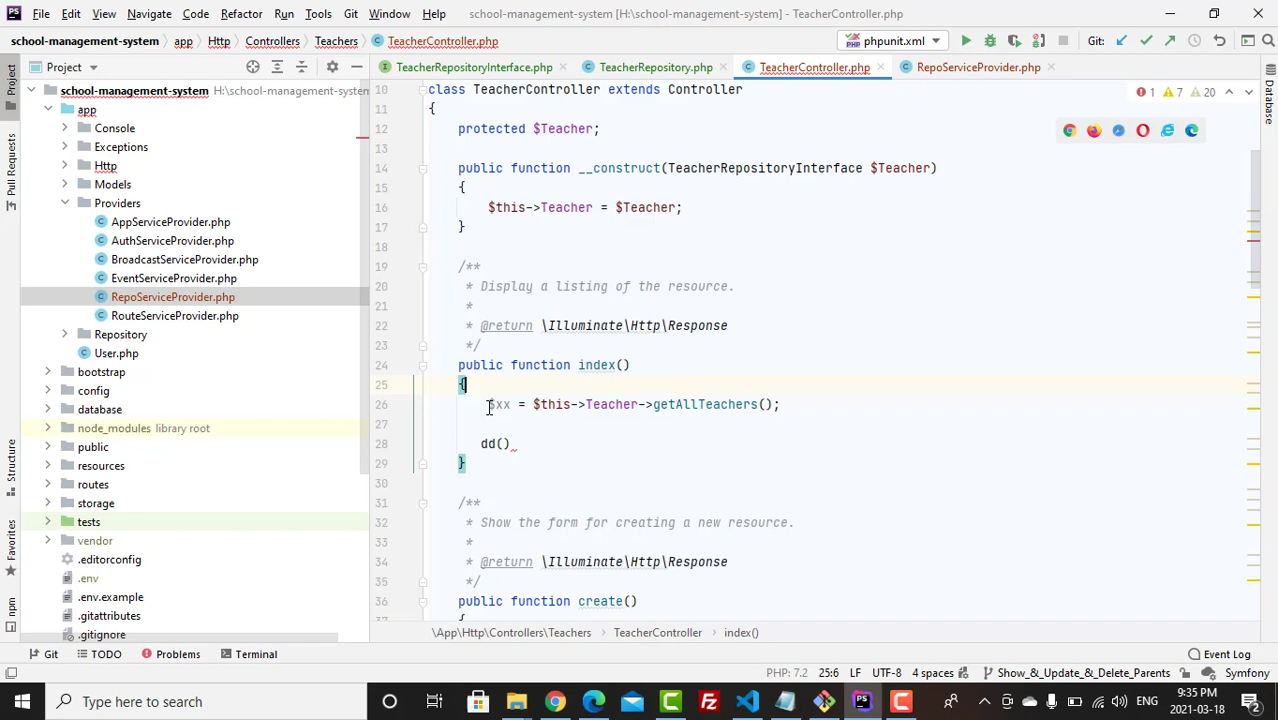 File Edit View Navigate Code Refactor Run Tools Git Window Help school-management-system [H:\school-management-system] - TeacherController.php
school-management-system app Http Controllers Teachers TeacherController.php phpunit.xml Git:
Project
TeacherRepositoryInterface.php TeacherRepository.php TeacherController.php RepoServiceProvider.php
school-management-system H:\school-management-system
app
Console
Exceptions
Http
Models
Providers
AppServiceProvider.php
AuthServiceProvider.php
BroadcastServiceProvider.php
EventServiceProvider.php
RepoServiceProvider.php
RouteServiceProvider.php
Repository
User.php
bootstrap
config
database
node_modules library root
public
resources
routes
storage
tests
vendor
.editorconfig
.env
.env.example
.gitattributes
.gitignore
Project
Pull Requests
Structure
Favorites
npm
Database
1 7 20
10 class TeacherController extends Controller
11 {
12 protected $Teacher;
13
14 public function __construct(TeacherRepositoryInterface $Teacher)
15 {
16 $this->Teacher = $Teacher;
17 }
18
19 /**
20 * Display a listing of the resource.
21 *
22 * @return \Illuminate\Http\Response
23 */
24 public function index()
25 {
26 $xx = $this->Teacher->getAllTeachers();
27
28 dd()
29 }
30
31 /**
32 * Show the form for creating a new resource.
33 *
34 * @return \Illuminate\Http\Response
35 */
36 public function create()
37 {
\App\Http\Controllers\Teachers TeacherController index()
Git TODO Problems Terminal Event Log
PHP: 7.2 25:6 LF UTF-8 4 spaces Show_&_Update_&_Delete_Parents Symfony
Type here to search
ENG 9:35 PM
2021-03-18
2